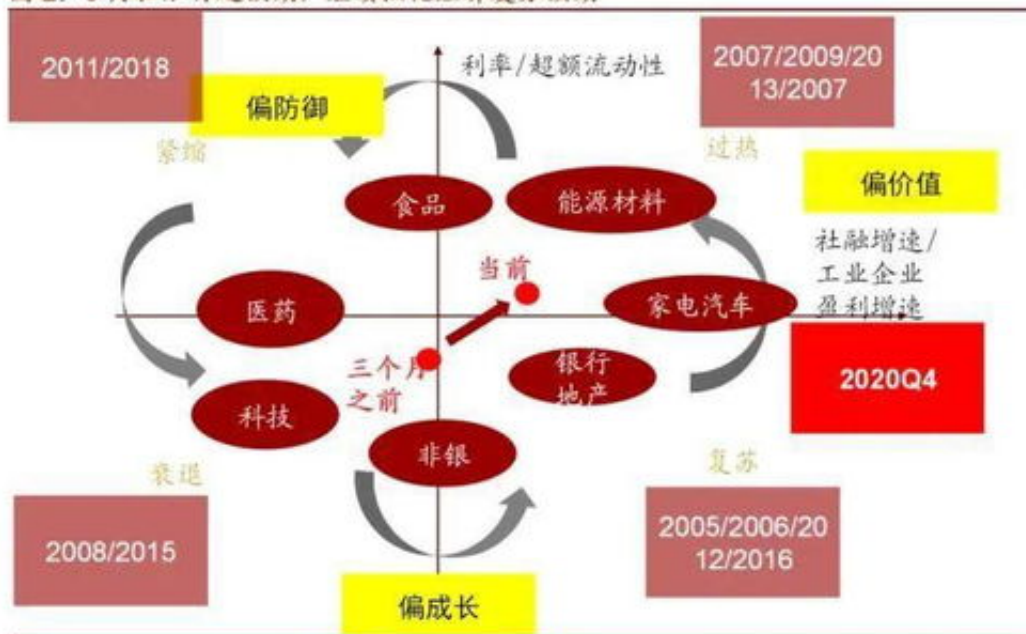 2011/2018
利率/超额流动性
2007/2009/20
13/2007
偏防御
紧缩
过热
偏价值
食品
能源材料
社融增速/
工业企业
盈利增速
当前
医药
家电汽车
三个月
之前
银行
地产
2020Q4
科技
非银
衰退
复苏
2008/2015
2005/2006/20
12/2016
偏成长